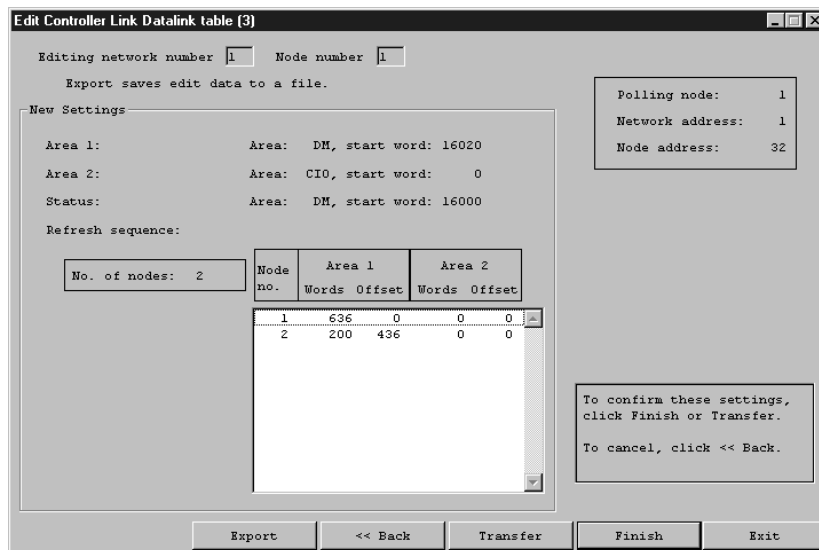 Edit Controller Link Datalink table (3)
Editing network number 1 Node number 1
Export saves edit data to a file.
Polling node: 1
Network address: 1
Node address: 32
New Settings
Area 1: Area: DM, start word: 16020
Area 2: Area: CIO, start word: 0
Status: Area: DM, start word: 16000
Refresh sequence:
No. of nodes: 2
Node no. Area 1 Area 2
Words Offset Words Offset
1 636 0 0 0
2 200 436 0 0
To confirm these settings,
click Finish or Transfer.
To cancel, click << Back.
Export << Back Transfer Finish Exit